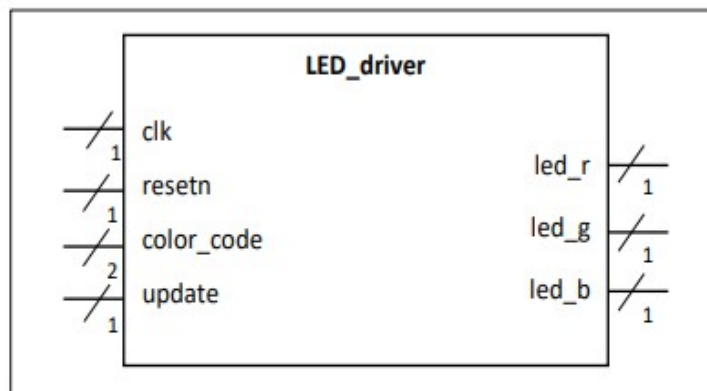 LED_driver
clk
1
resetn
1
color_code
2
update
1
led_r
1
led_g
1
led_b
1